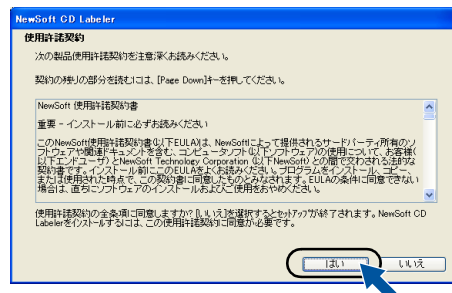 NewSoft CD Labeler
使用許諾契約
次の製品使用許諾契約を注意深くお読みください。
契約の残りの部分を読むには、[Page Down]キーを押してください。
NewSoft 使用許諾契約書
重要 - インストール前に必ずお読みください
このNewSoft使用許諾契約書(以下EULA)は、NewSoftによって提供されるサードパーティ所有のソ
フトウェアや関連ドキュメントを含む、コンピュータソフト(以下ソフトウェア)の使用について、お客様(
以下エンドユーザ)とNewSoft Technology Corporation (以下NewSoft)との間で交わされる法的な
契約書です。インストール前にこのEULAをよくお読みください。プログラムをインストール、コピー、
または使用された時点で、この契約書に同意したものとみなされます。EULAの条件に同意できない
場合は、直ちにソフトウェアのインストールおよびご使用をおやめください。
使用許諾契約の全条項に同意しますか? [いいえ]を選択するとセットアップが終了されます。NewSoft CD
Labelerをインストールするには、この使用許諾契約に同意が必要です。
はい いいえ